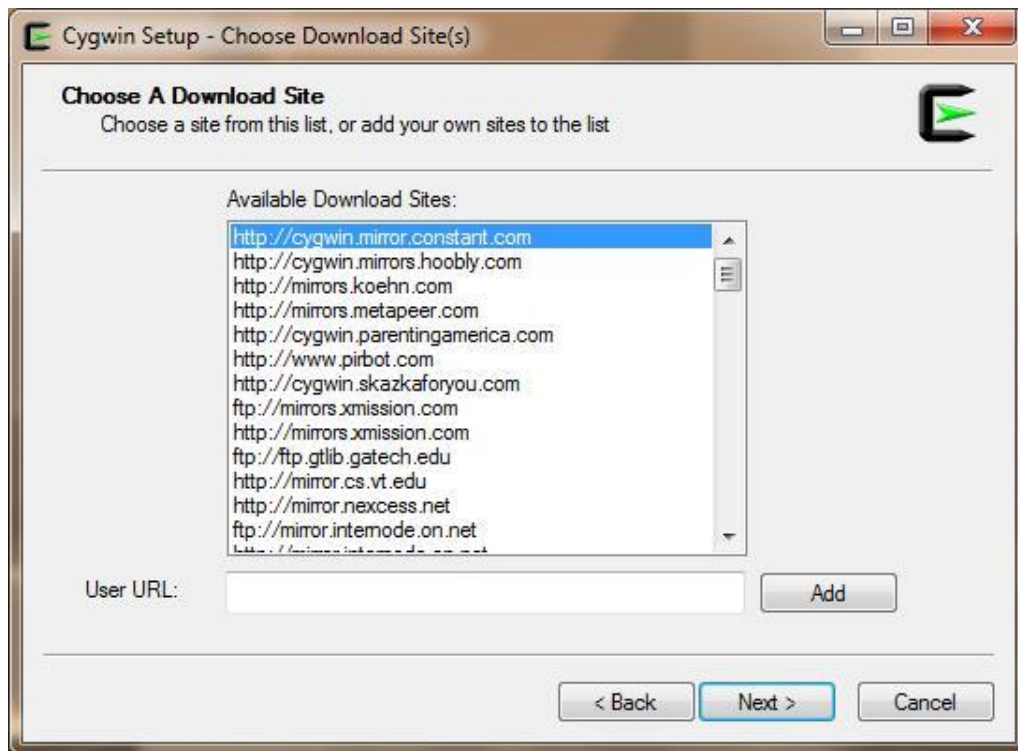 Cygwin Setup - Choose Download Site(s)
Choose A Download Site
Choose a site from this list, or add your own sites to the list
Available Download Sites:
http://cygwin.mirror.constant.com
http://cygwin.mirrors.hoobly.com
http://mirrors.koehn.com
http://mirrors.metapeer.com
http://cygwin.parentingamerica.com
http://www.pirbot.com
http://cygwin.skazkaforyou.com
ftp://mirrors.xmission.com
http://mirrors.xmission.com
ftp://ftp.gtlib.gatech.edu
http://mirror.cs.vt.edu
http://mirror.nexcess.net
ftp://mirror.internode.on.net
User URL:
Add
< Back
Next >
Cancel